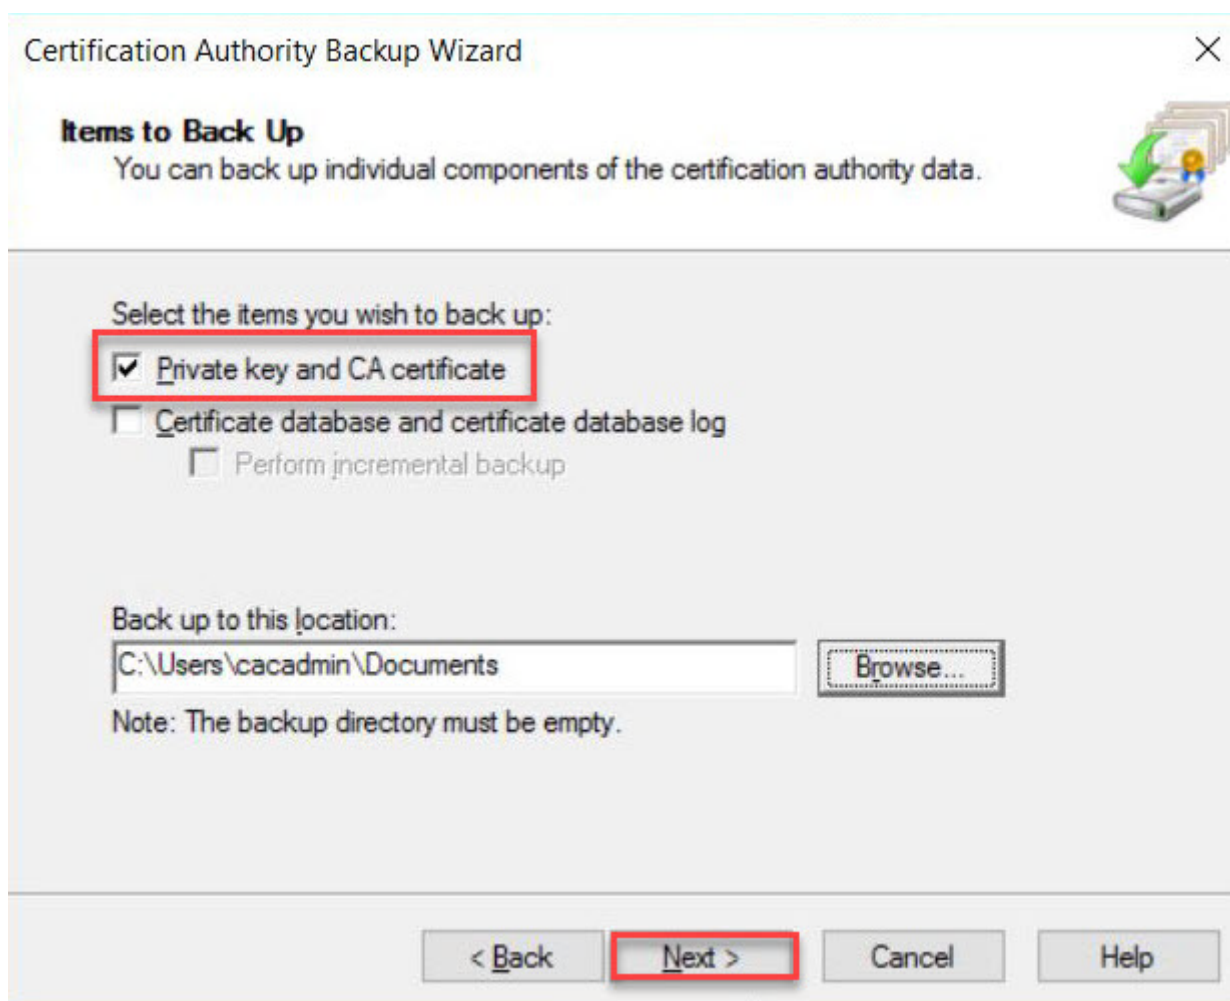 Certification Authority Backup Wizard
Items to Back Up
You can back up individual components of the certification authority data.
Select the items you wish to back up:
Private key and CA certificate
Certificate database and certificate database log
Perform incremental backup
Back up to this location:
C:\Users\cacadmin\Documents
Browse...
Note: The backup directory must be empty.
< Back
Next >
Cancel
Help